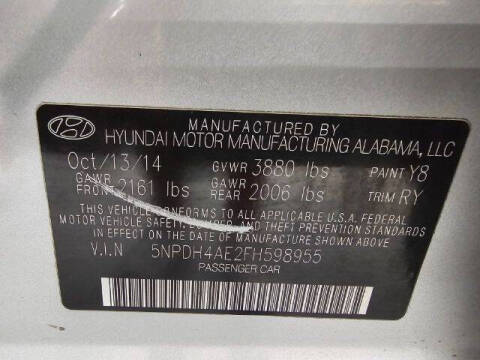 MANUFACTURED BY
HYUNDAI MOTOR MANUFACTURING ALABAMA, LLC
Oct/13/14 GVWR 3880 lbs PAINT Y8
GAWR FRONT 2161 lbs GAWR REAR 2006 lbs TRIM RY
THIS VEHICLE CONFORMS TO ALL APPLICABLE U.S.A. FEDERAL
MOTOR VEHICLE SAFETY, BUMPER, AND THEFT PREVENTION STANDARDS
IN EFFECT ON THE DATE OF MANUFACTURE SHOWN ABOVE.
V.I.N 5NPDH4AE2FH598955
PASSENGER CAR